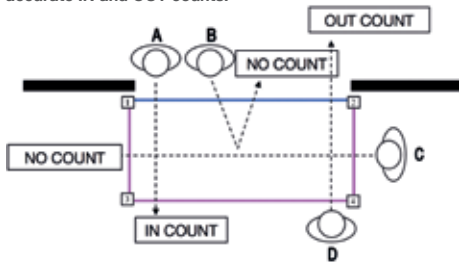 accurate IN and OUT counts.
OUT COUNT
A
B
NO COUNT
1
2
NO COUNT
C
3
4
IN COUNT
D